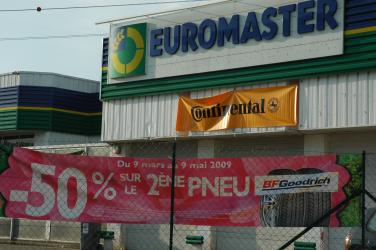 EUROMASTER
Continental
Du 9 mars au 9 mai 2009
-50% SUR LE 2ÈME PNEU
BFGoodrich